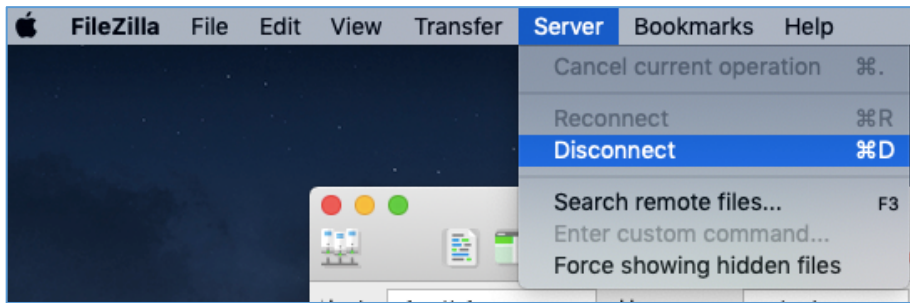 FileZilla File Edit View Transfer Server Bookmarks Help
Cancel current operation ⌘.
Reconnect ⌘R
Disconnect ⌘D
Search remote files... F3
Enter custom command...
Force showing hidden files